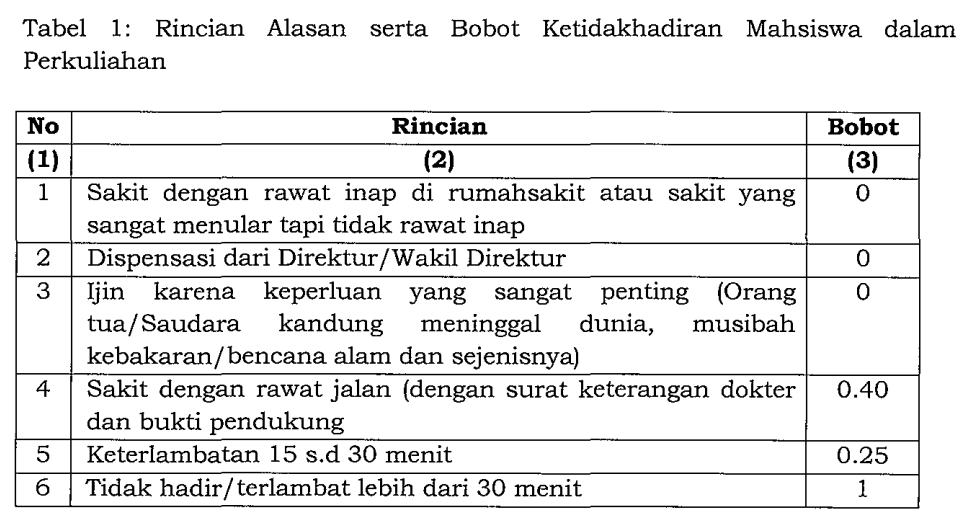 Tabel 1: Rincian Alasan serta Bobot Ketidakhadiran Mahsiswa dalam
Perkuliahan
No Rincian Bobot
(1) (2) (3)
1 Sakit dengan rawat inap di rumahsakit atau sakit yang 0
sangat menular tapi tidak rawat inap
2 Dispensasi dari Direktur/Wakil Direktur 0
3 Ijin karena keperluan yang sangat penting (Orang 0
tua/Saudara kandung meninggal dunia, musibah
kebakaran/bencana alam dan sejenisnya)
4 Sakit dengan rawat jalan (dengan surat keterangan dokter 0.40
dan bukti pendukung
5 Keterlambatan 15 s.d 30 menit 0.25
6 Tidak hadir/terlambat lebih dari 30 menit 1